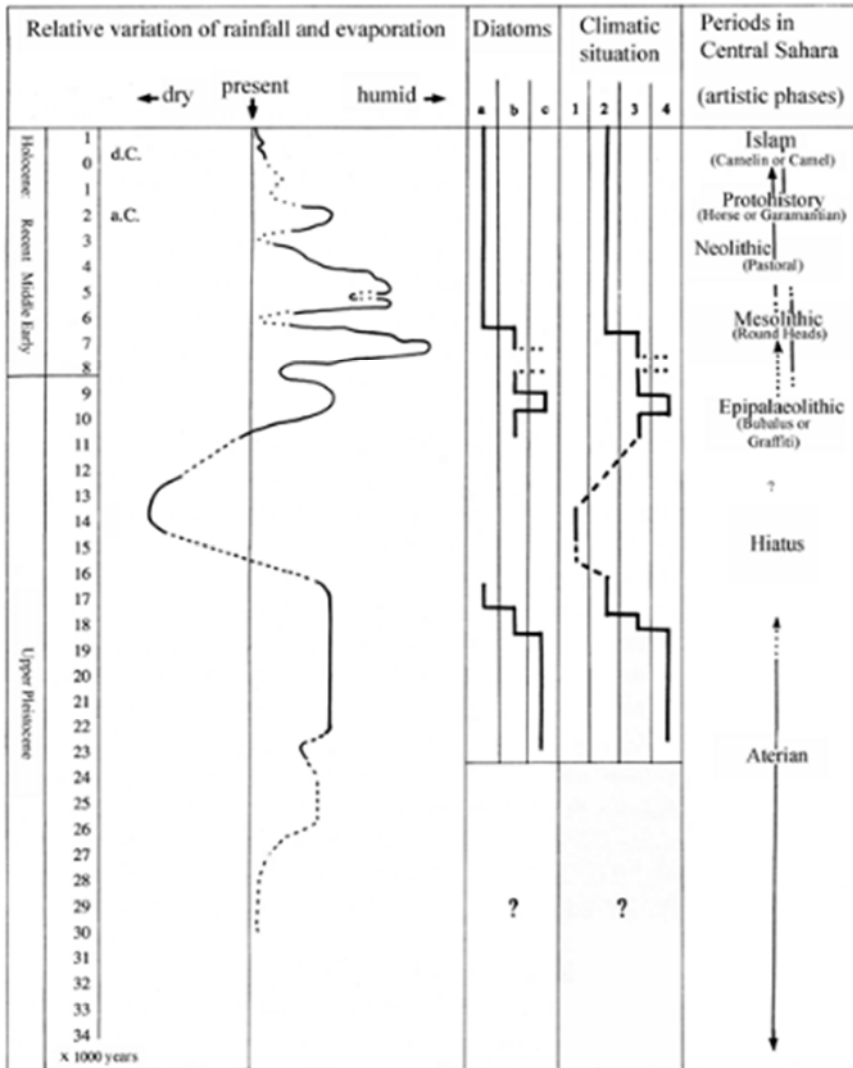 Relative variation of rainfall and evaporation
← dry
present
humid →
Diatoms
a b c
Climatic
situation
1 2 3 4
Periods in
Central Sahara
(artistic phases)
Holocene: Recent Middle Early
Upper Pleistocene
1
0
1
2
3
4
5
6
7
8
9
10
11
12
13
14
15
16
17
18
19
20
21
22
23
24
25
26
27
28
29
30
31
32
33
34
x 1000 years
d.C.
a.C.
?
?
Islam
(Camelin or Camel)
Protohistory
(Horse or Garamantian)
Neolithic
(Pastoral)
Mesolithic
(Round Heads)
Epipalaeolithic
(Bubalus or
Graffiti)
?
Hiatus
Aterian